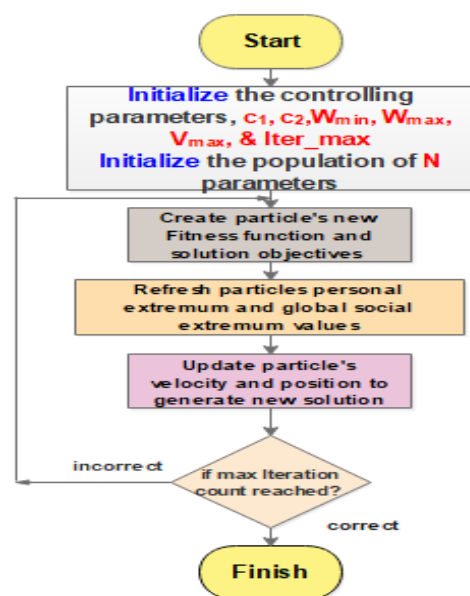 Start
Initialize the controlling
parameters, c1, c2,Wmin, Wmax,
Vmax, & Iter_max
Initialize the population of N
parameters
Create particle's new
Fitness function and
solution objectives
Refresh particles personal
extremum and global social
extremum values
Update particle's
velocity and position to
generate new solution
incorrect
if max Iteration
count reached?
correct
Finish